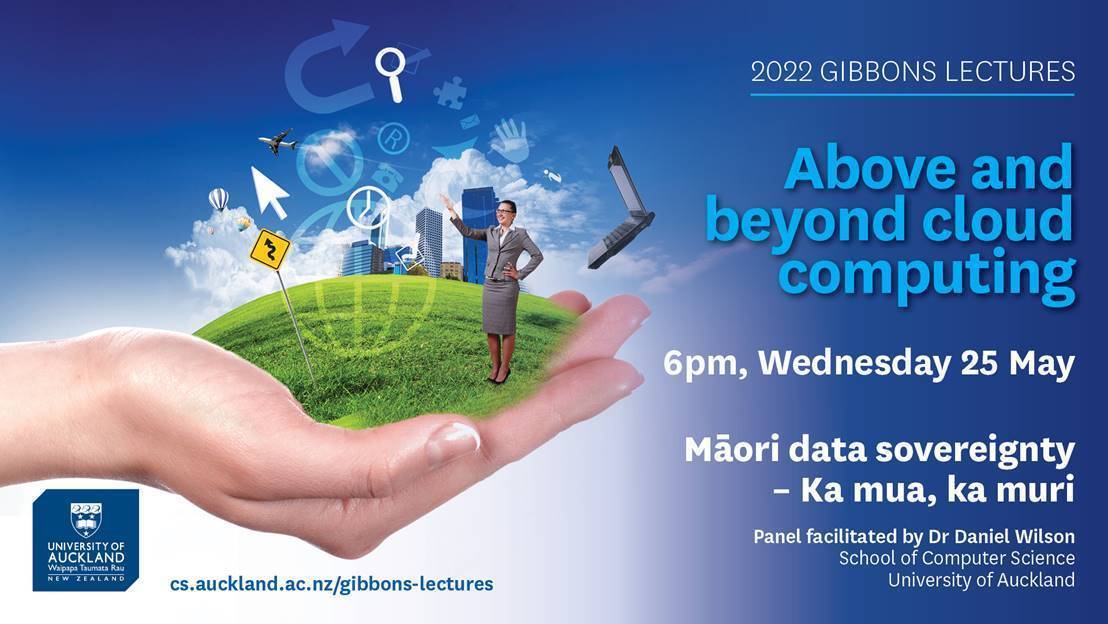 2022 GIBBONS LECTURES
Above and
beyond cloud
computing
6pm, Wednesday 25 May
Māori data sovereignty
– Ka mua, ka muri
Panel facilitated by Dr Daniel Wilson
School of Computer Science
University of Auckland
UNIVERSITY OF
AUCKLAND
Waipapa Taumata Rau
NEW ZEALAND
cs.auckland.ac.nz/gibbons-lectures
R
i